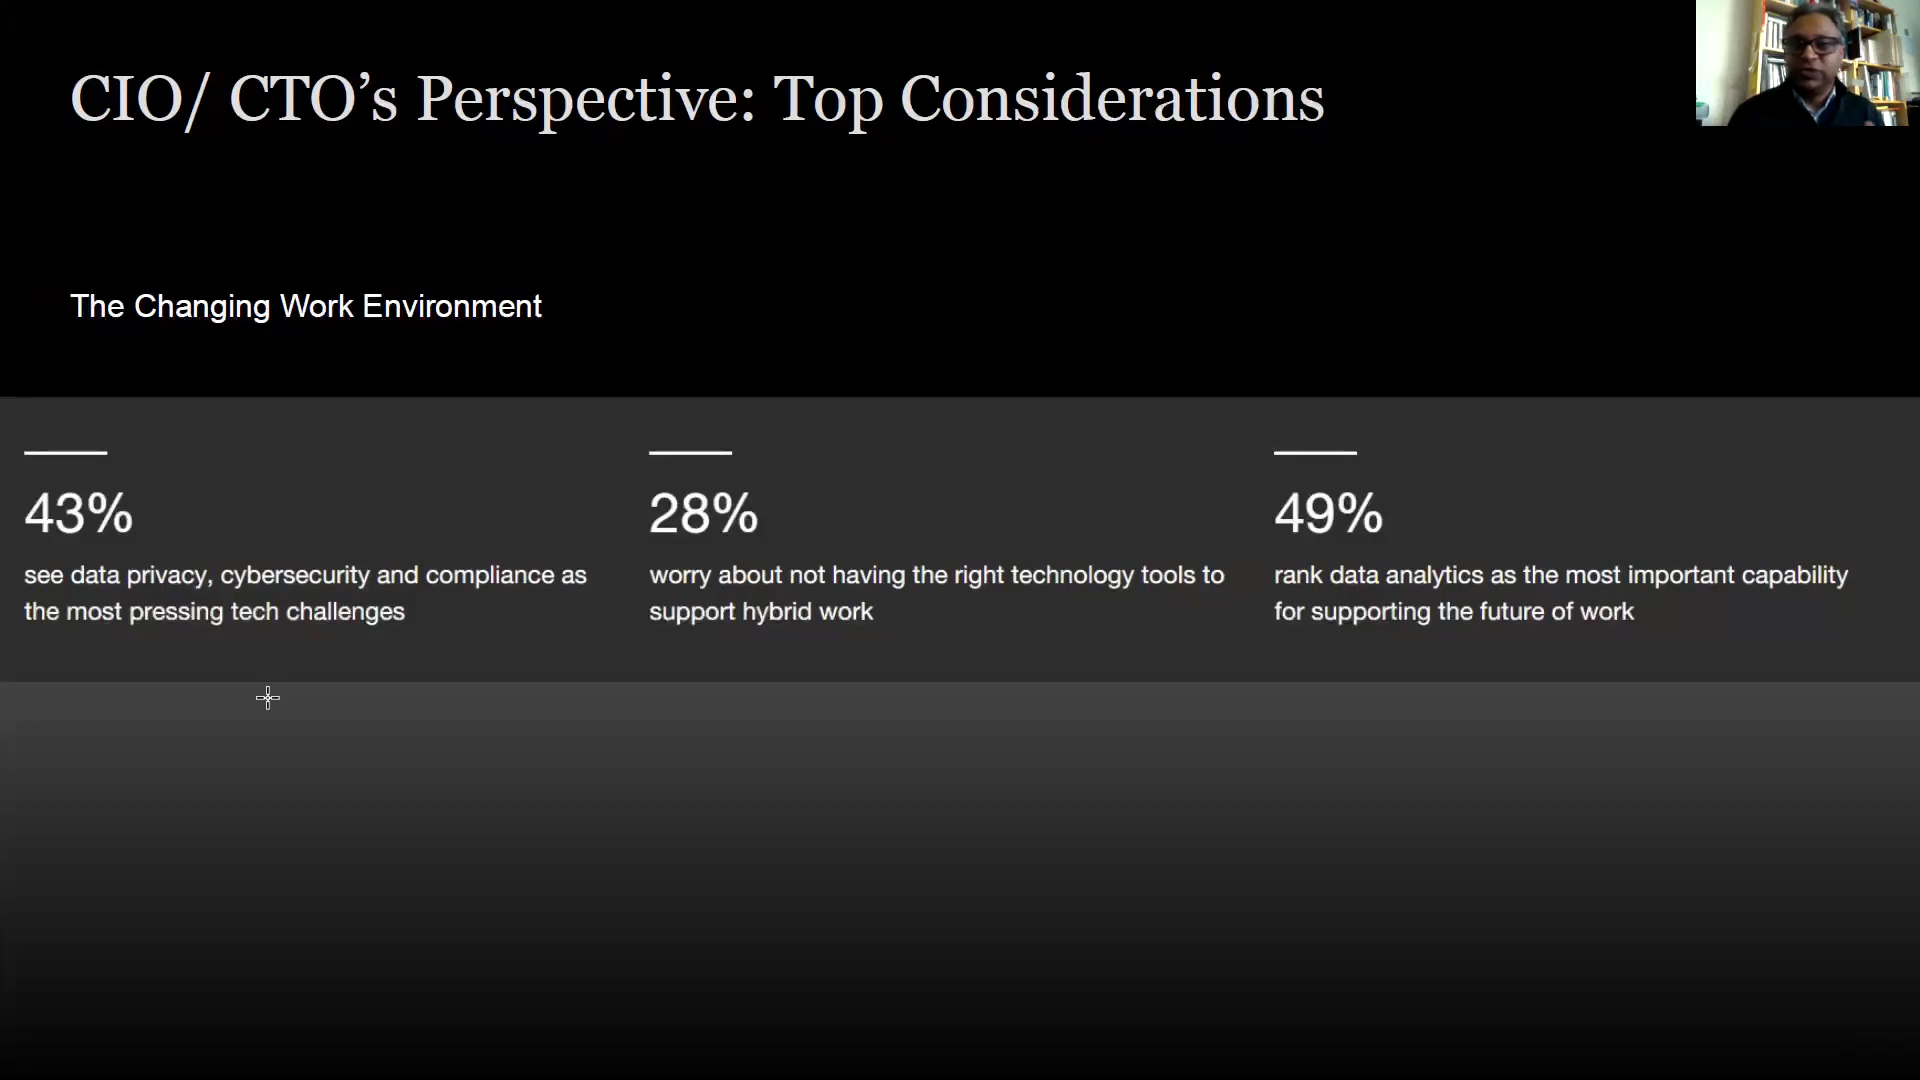 CIO/ CTO’s Perspective: Top Considerations
The Changing Work Environment
43%
see data privacy, cybersecurity and compliance as
the most pressing tech challenges
28%
worry about not having the right technology tools to
support hybrid work
49%
rank data analytics as the most important capability
for supporting the future of work